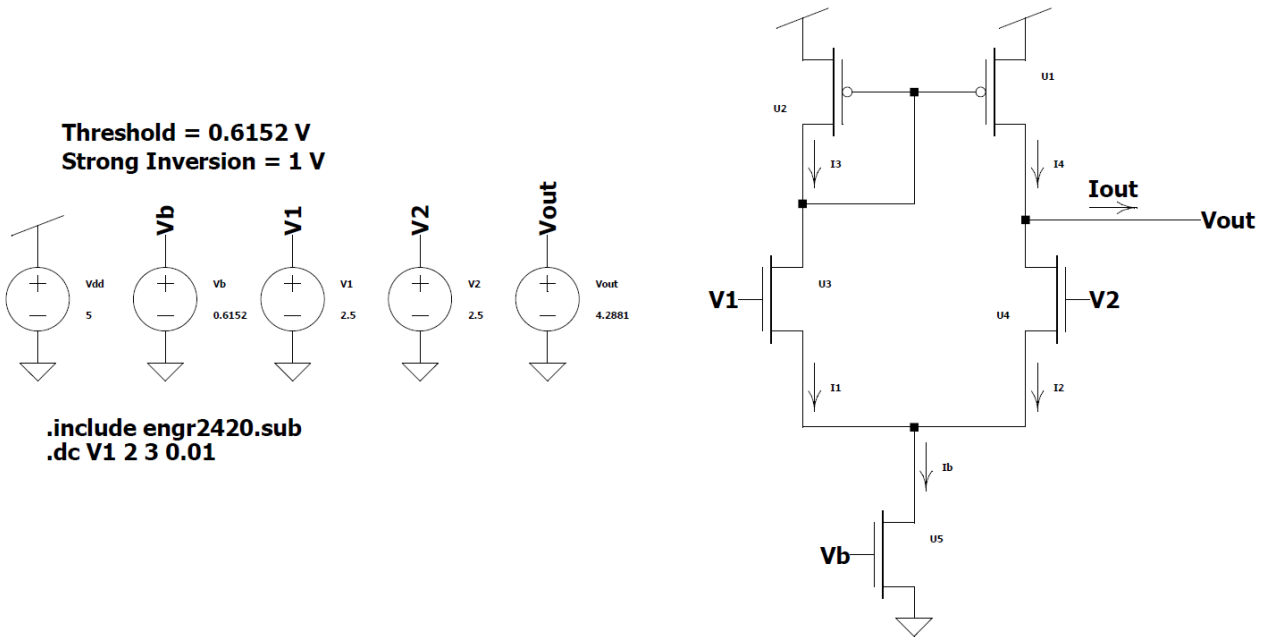 Threshold = 0.6152 V
Strong Inversion = 1 V
Vb
V1
V2
Vout
Vdd
5
Vb
0.6152
V1
2.5
V2
2.5
Vout
4.2881
.include engr2420.sub
.dc V1 2 3 0.01
U2
U1
I3
I4
Iout
Vout
V1
U3
U4
V2
I1
I2
Ib
Vb
U5